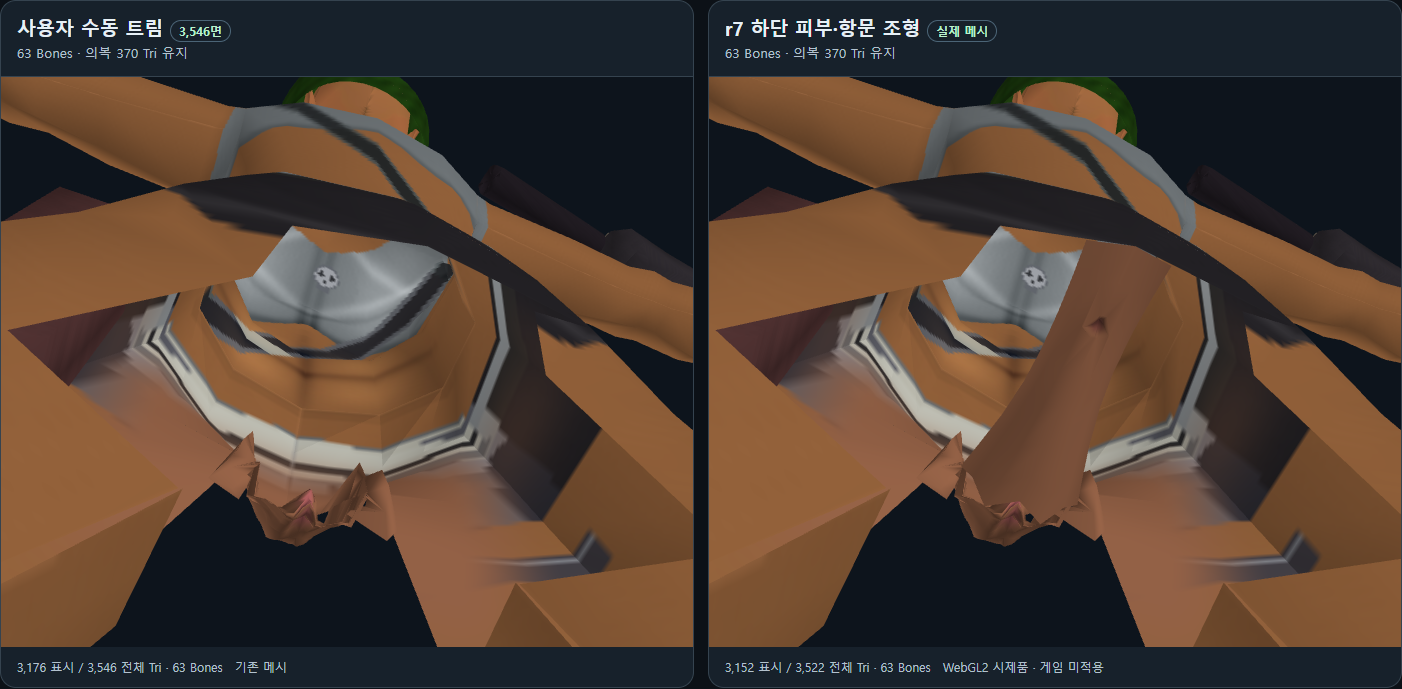 사용자 수동 트림 3,546면
63 Bones · 의복 370 Tri 유지
3,176 표시 / 3,546 전체 Tri · 63 Bones 기존 메시
r7 하단 피부·항문 조형 실제 메시
63 Bones · 의복 370 Tri 유지
3,152 표시 / 3,522 전체 Tri · 63 Bones WebGL2 시제품 · 게임 미적용